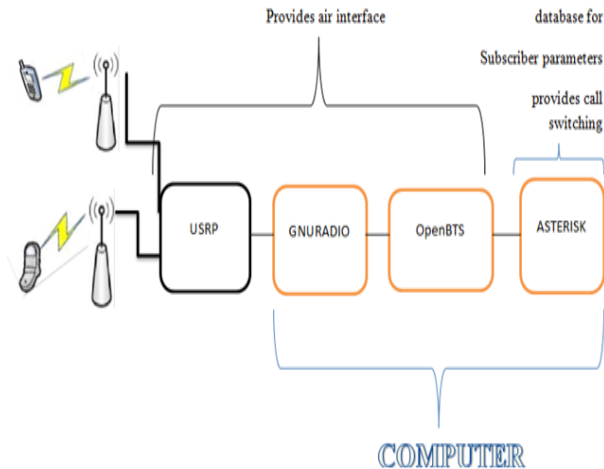 Provides air interface
database for
Subscriber parameters
provides call
switching
USRP
GNURADIO
OpenBTS
ASTERISK
COMPUTER